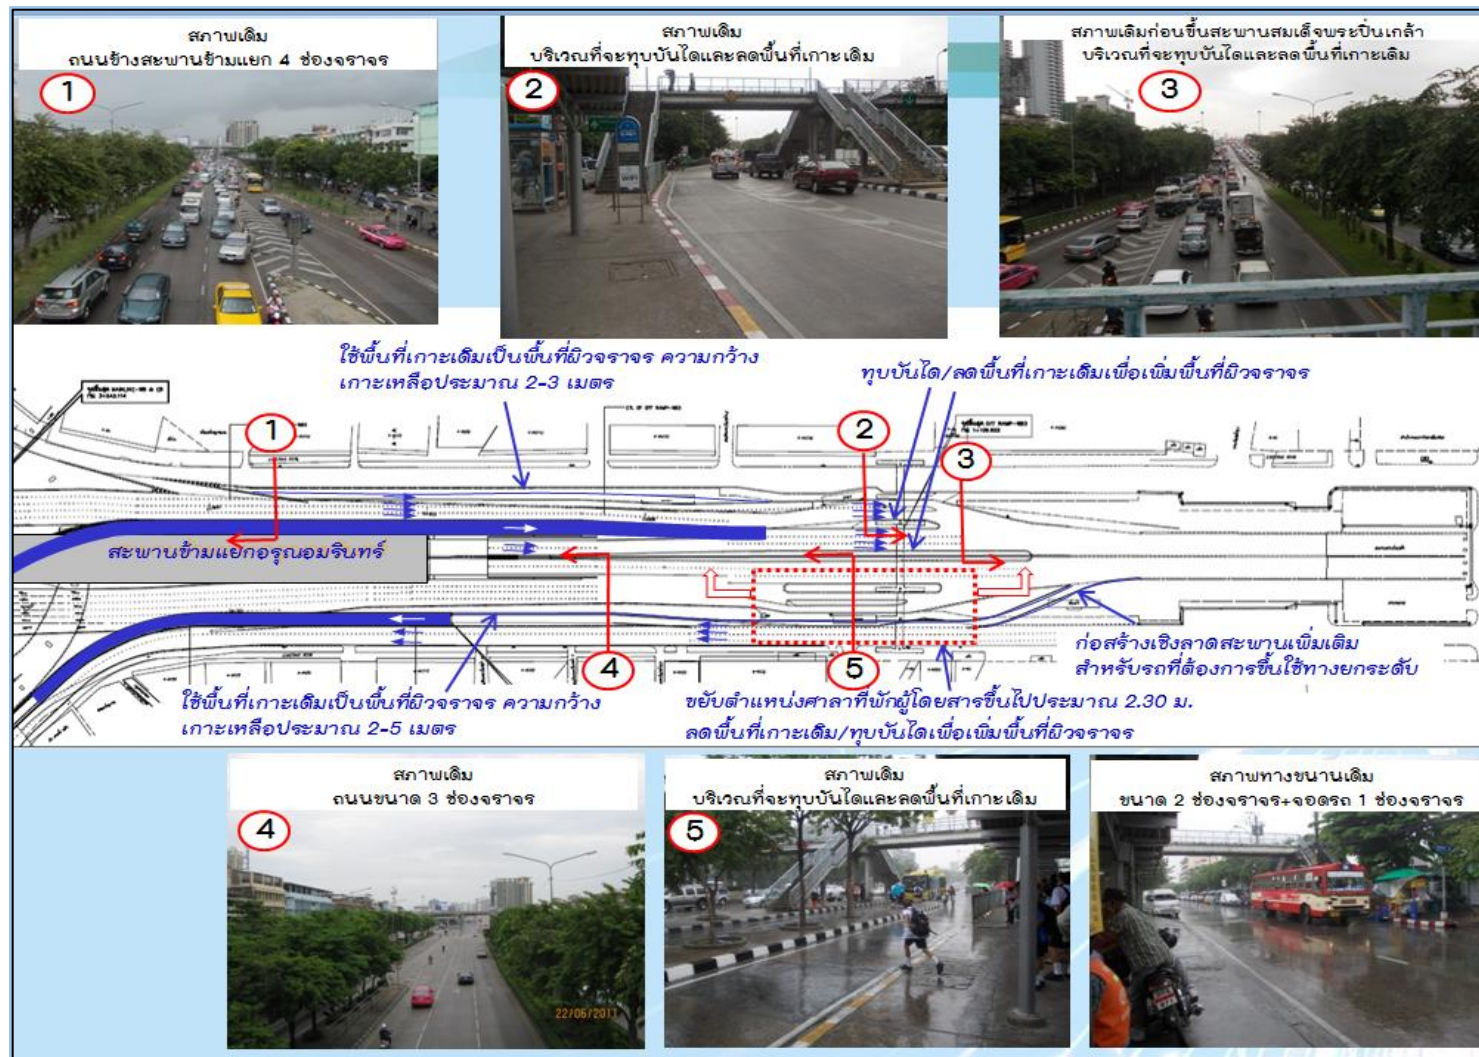 สภาพเดิม
ถนนข้างสะพานข้ามแยก 4 ช่องจราจร
1
สภาพเดิม
บริเวณที่จะทุบบันไดและลดพื้นที่เกาะเดิม
2
WiFi
สภาพเดิมก่อนขึ้นสะพานสมเด็จพระปิ่นเกล้า
บริเวณที่จะทุบบันไดและลดพื้นที่เกาะเดิม
3
ใช้พื้นที่เกาะเดิมเป็นพื้นที่ผิวจราจร ความกว้าง
เกาะเหลือประมาณ 2-3 เมตร
ทุบบันได/ลดพื้นที่เกาะเดิมเพื่อเพิ่มพื้นที่ผิวจราจร
1
2
3
สะพานข้ามแยกอรุณอมรินทร์
4
5
ก่อสร้างเชิงลาดสะพานเพิ่มเติม
สำหรับรถที่ต้องการขึ้นใช้ทางยกระดับ
ใช้พื้นที่เกาะเดิมเป็นพื้นที่ผิวจราจร ความกว้าง
เกาะเหลือประมาณ 2-5 เมตร
ขยับตำแหน่งศาลาที่พักผู้โดยสารขึ้นไปประมาณ 2.30 ม.
ลดพื้นที่เกาะเดิม/ทุบบันไดเพื่อเพิ่มพื้นที่ผิวจราจร
สภาพเดิม
ถนนขนาด 3 ช่องจราจร
4
22/06/2011
สภาพเดิม
บริเวณที่จะทุบบันไดและลดพื้นที่เกาะเดิม
5
สภาพทางขนานเดิม
ขนาด 2 ช่องจราจร+จอดรถ 1 ช่องจราจร